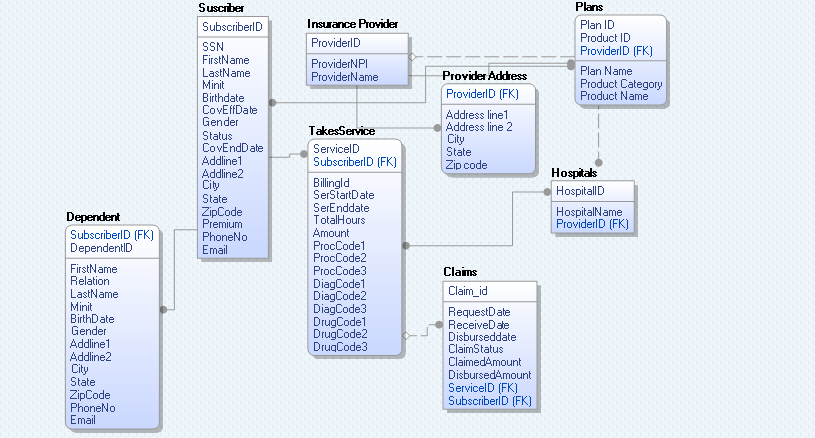 Suscriber
SubscriberID
SSN
FirstName
LastName
Minit
Birthdate
CovEffDate
Gender
Status
CovEndDate
Addline1
Addline2
City
State
ZipCode
Premium
PhoneNo
Email
Insurance Provider
ProviderID
ProviderNPI
ProviderName
Plans
Plan ID
Product ID
ProviderID (FK)
Plan Name
Product Category
Product Name
Provider Address
ProviderID (FK)
Address line1
Address line 2
City
State
Zip code
TakesService
ServiceID
SubscriberID (FK)
BillingId
SerStartDate
SerEnddate
TotalHours
Amount
ProcCode1
ProcCode2
ProcCode3
DiagCode1
DiagCode2
DiagCode3
DrugCode1
DrugCode2
DrugCode3
Hospitals
HospitalID
HospitalName
ProviderID (FK)
Dependent
SubscriberID (FK)
DependentID
FirstName
Relation
LastName
Minit
BirthDate
Gender
Addline1
Addline2
City
State
ZipCode
PhoneNo
Email
Claims
Claim_id
RequestDate
ReceiveDate
Disburseddate
ClaimStatus
ClaimedAmount
DisbursedAmount
ServiceID (FK)
SubscriberID (FK)